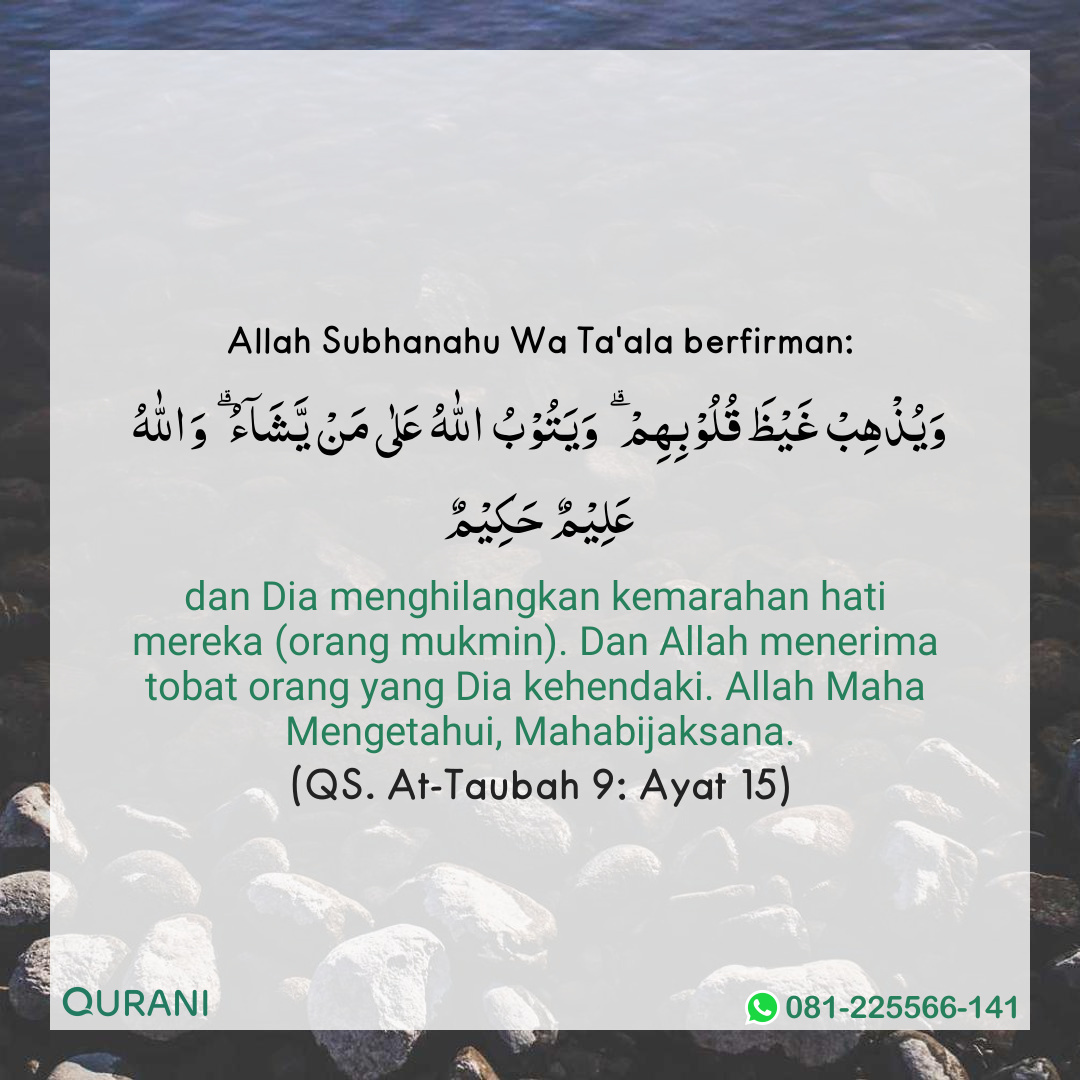 Allah Subhanahu Wa Ta'ala berfirman:
وَيُذْهِبْ غَيْظَ قُلُوْبِهِمْ ۗ وَيَتُوْبُ اللّٰهُ عَلٰى مَنْ يَّشَآءُ ۗ وَاللّٰهُ
عَلِيْمٌ حَكِيْمٌ
dan Dia menghilangkan kemarahan hati
mereka (orang mukmin). Dan Allah menerima
tobat orang yang Dia kehendaki. Allah Maha
Mengetahui, Mahabijaksana.
(QS. At-Taubah 9: Ayat 15)
QURANI
081-225566-141